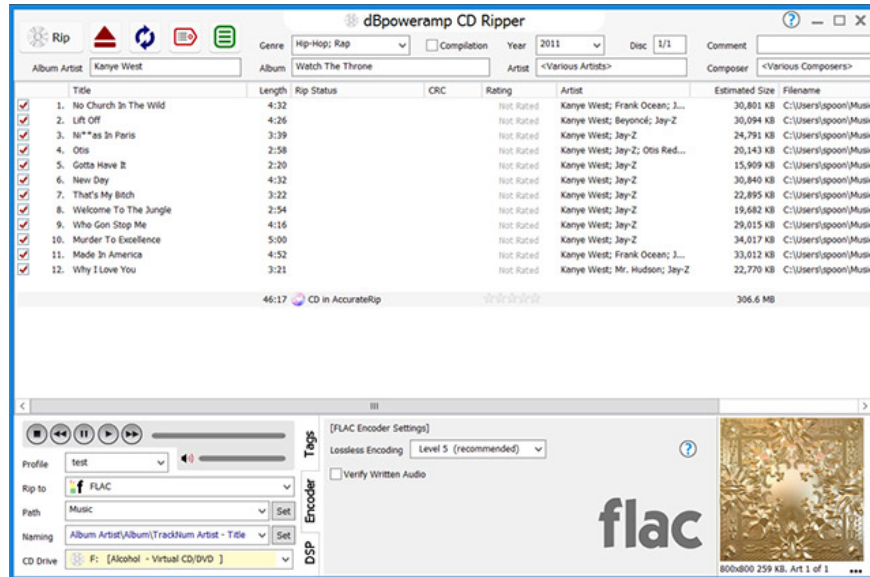 dBpoweramp CD Ripper
Rip
Genre Hip-Hop; Rap Compilation Year 2011 Disc 1/1 Comment
Album Artist Kanye West Album Watch The Throne Artist <Various Artists> Composer <Various Composers>
Title Length Rip Status CRC Rating Artist Estimated Size Filename
1. No Church In The Wild 4:32 Not Rated Kanye West; Frank Ocean; J... 30,801 KB C:\Users\spoon\Musi
2. Lift Off 4:26 Not Rated Kanye West; Beyoncé; Jay-Z 30,094 KB C:\Users\spoon\Musi
3. Ni**as In Paris 3:39 Not Rated Kanye West; Jay-Z 24,791 KB C:\Users\spoon\Musi
4. Otis 2:58 Not Rated Kanye West; Jay-Z; Otis Red... 20,143 KB C:\Users\spoon\Musi
5. Gotta Have It 2:20 Not Rated Kanye West; Jay-Z 15,909 KB C:\Users\spoon\Musi
6. New Day 4:32 Not Rated Kanye West; Jay-Z 30,840 KB C:\Users\spoon\Musi
7. That's My Bitch 3:22 Not Rated Kanye West; Jay-Z 22,895 KB C:\Users\spoon\Musi
8. Welcome To The Jungle 2:54 Not Rated Kanye West; Jay-Z 19,682 KB C:\Users\spoon\Musi
9. Who Gon Stop Me 4:16 Not Rated Kanye West; Jay-Z 29,015 KB C:\Users\spoon\Musi
10. Murder To Excellence 5:00 Not Rated Kanye West; Jay-Z 34,017 KB C:\Users\spoon\Musi
11. Made In America 4:52 Not Rated Kanye West; Frank Ocean; J... 33,012 KB C:\Users\spoon\Musi
12. Why I Love You 3:21 Not Rated Kanye West; Mr. Hudson; Jay-Z 22,770 KB C:\Users\spoon\Musi
46:17 CD in AccurateRip 306.6 MB
Tags
Encoder
DSP
[FLAC Encoder Settings]
Lossless Encoding Level 5 (recommended)
Verify Written Audio
flac
Profile test
Rip to FLAC
Path Music Set
Naming Album Artist\Album\TrackNum Artist - Title Set
CD Drive F: [Alcohol - Virtual CD/DVD ]
800x800 259 KB. Art 1 of 1 ...